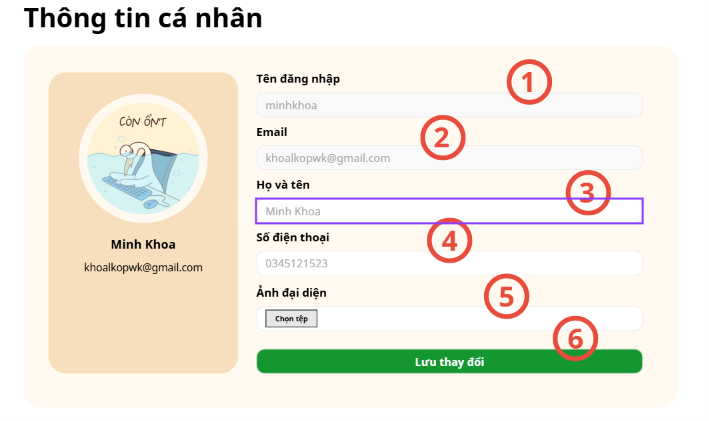 Thông tin cá nhân
CÒN ỔN'T
Minh Khoa
khoalkopwk@gmail.com
Tên đăng nhập
1
minhkhoa
Email
2
khoalkopwk@gmail.com
Họ và tên
3
Minh Khoa
Số điện thoại
4
0345121523
Ảnh đại diện
5
Chọn tệp
6
Lưu thay đổi